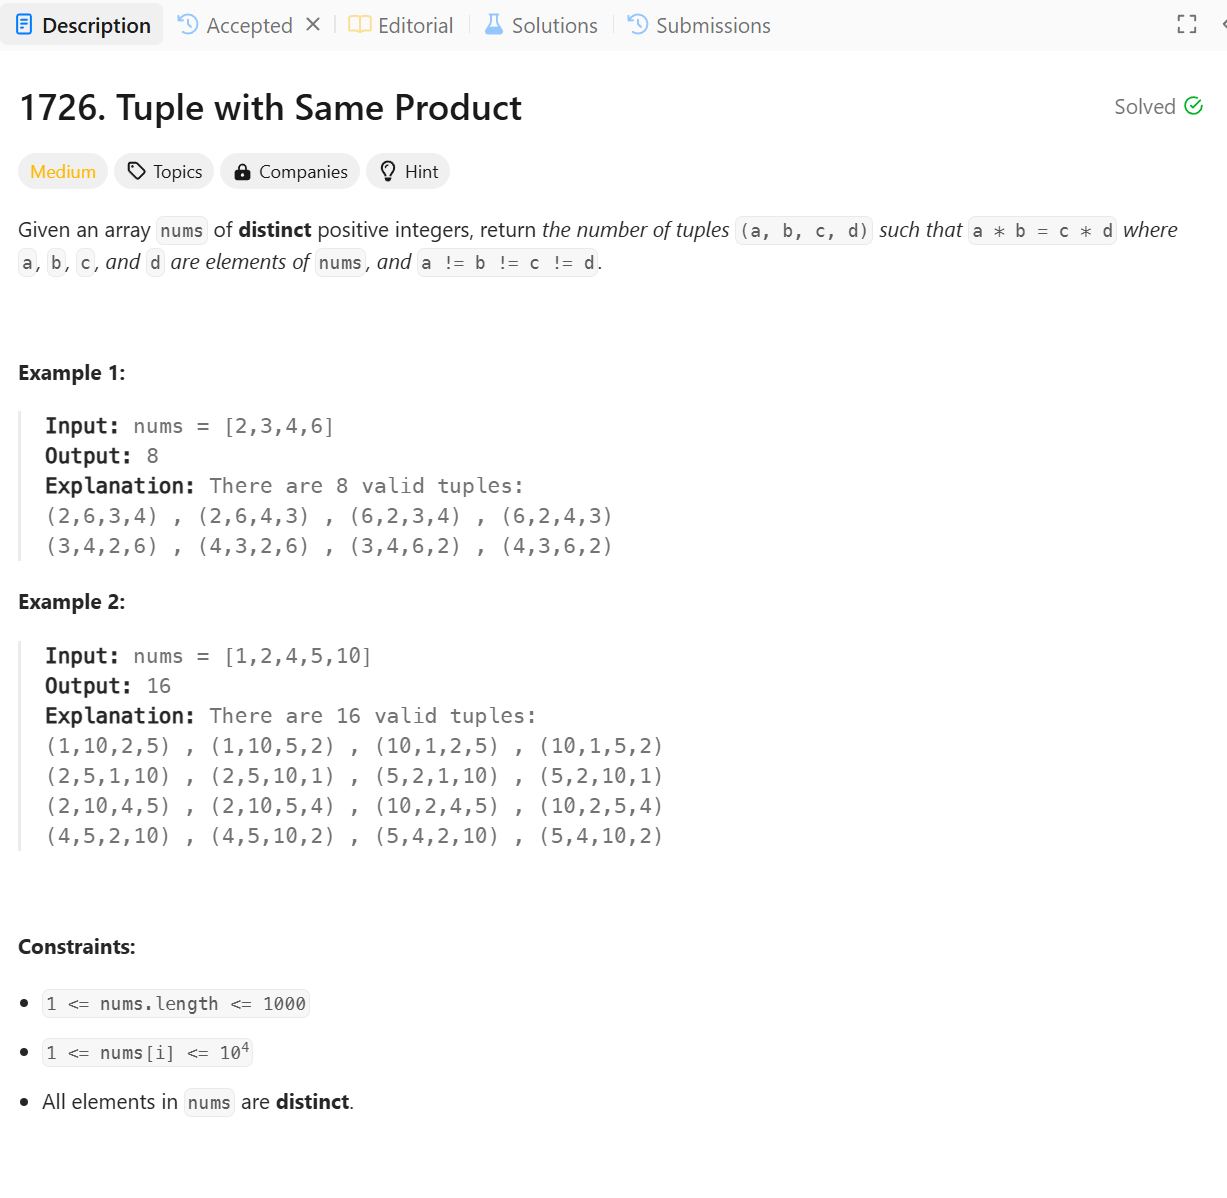 Description Accepted Editorial Solutions Submissions
1726. Tuple with Same Product Solved
Medium Topics Companies Hint
Given an array nums of distinct positive integers, return the number of tuples (a, b, c, d) such that a * b = c * d where
a, b, c, and d are elements of nums, and a != b != c != d.
Example 1:
Input: nums = [2,3,4,6]
Output: 8
Explanation: There are 8 valid tuples:
(2,6,3,4) , (2,6,4,3) , (6,2,3,4) , (6,2,4,3)
(3,4,2,6) , (4,3,2,6) , (3,4,6,2) , (4,3,6,2)
Example 2:
Input: nums = [1,2,4,5,10]
Output: 16
Explanation: There are 16 valid tuples:
(1,10,2,5) , (1,10,5,2) , (10,1,2,5) , (10,1,5,2)
(2,5,1,10) , (2,5,10,1) , (5,2,1,10) , (5,2,10,1)
(2,10,4,5) , (2,10,5,4) , (10,2,4,5) , (10,2,5,4)
(4,5,2,10) , (4,5,10,2) , (5,4,2,10) , (5,4,10,2)
Constraints:
• 1 <= nums.length <= 1000
• 1 <= nums[i] <= 10⁴
• All elements in nums are distinct.